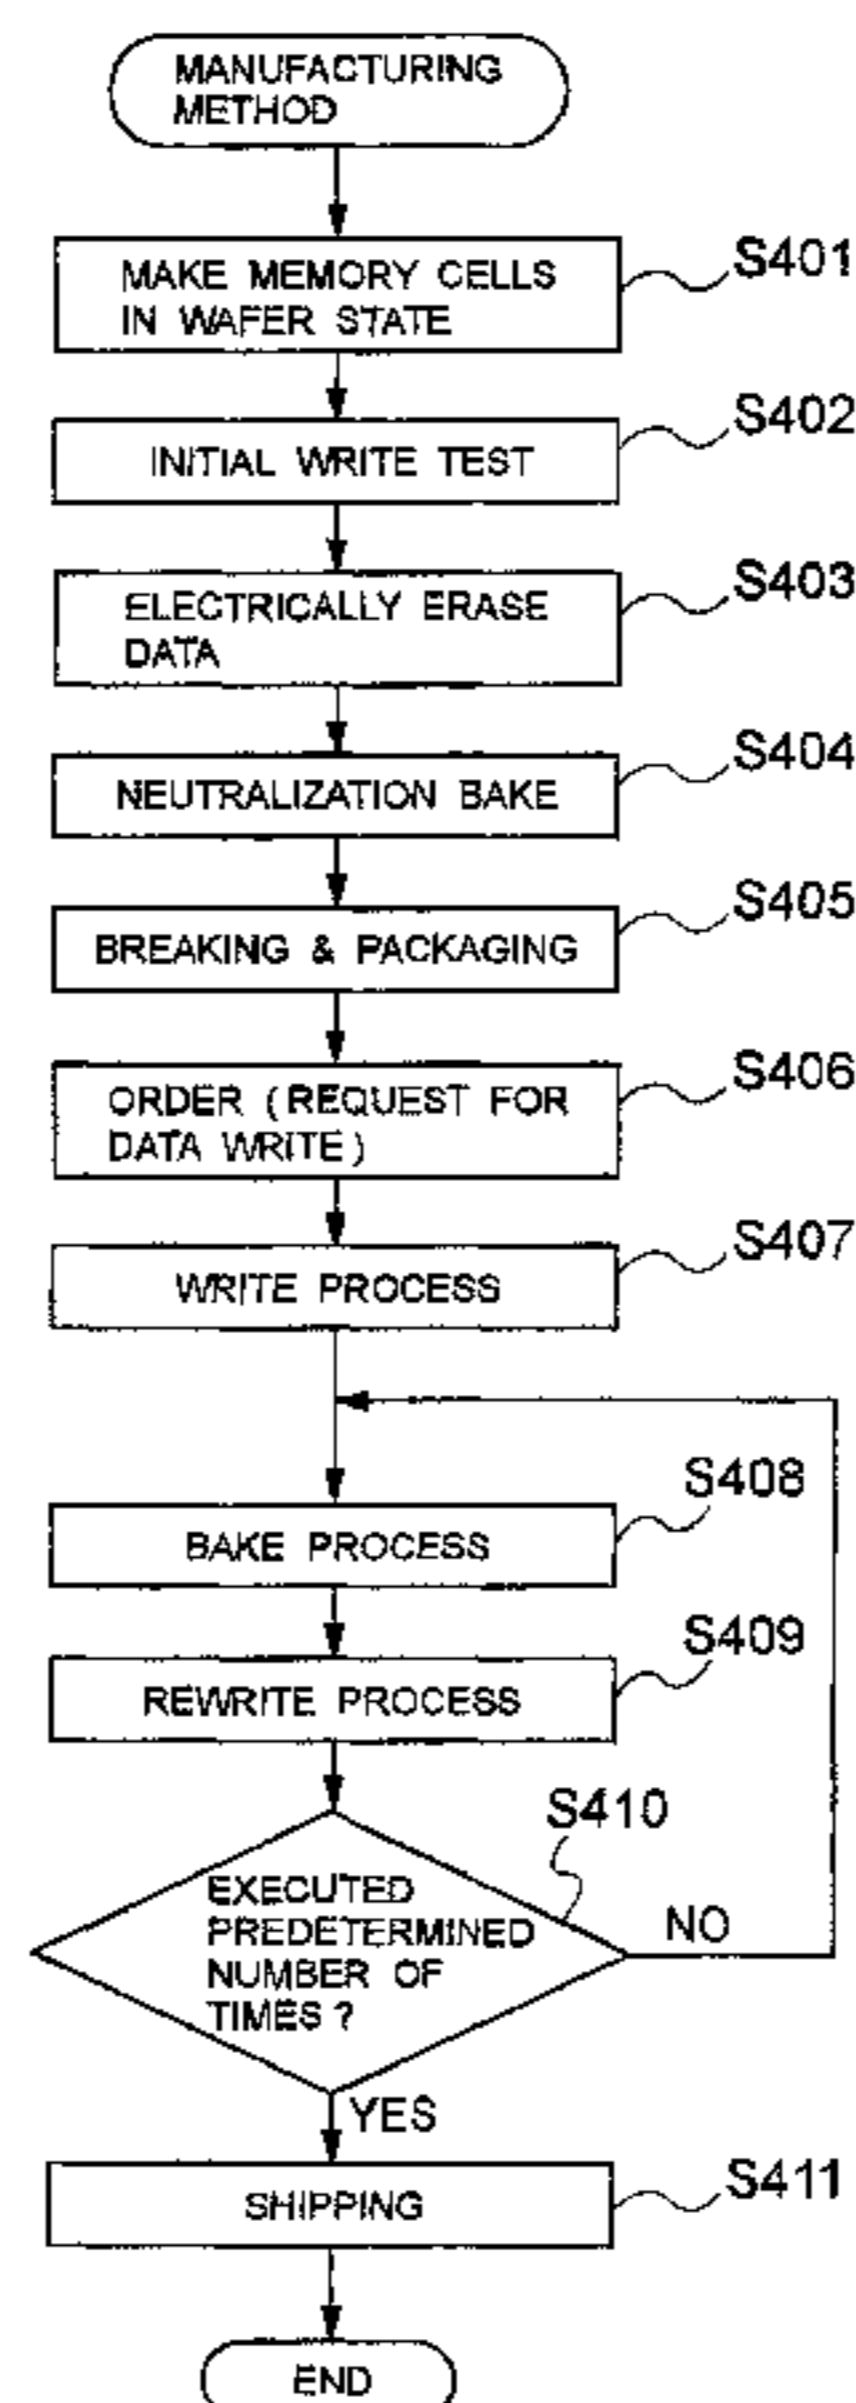 MANUFACTURING
METHOD
MAKE MEMORY CELLS
IN WAFER STATE
S401
INITIAL WRITE TEST
S402
ELECTRICALLY ERASE
DATA
S403
NEUTRALIZATION BAKE
S404
BREAKING & PACKAGING
S405
ORDER (REQUEST FOR
DATA WRITE)
S406
WRITE PROCESS
S407
BAKE PROCESS
S408
REWRITE PROCESS
S409
EXECUTED
PREDETERMINED
NUMBER OF
TIMES?
S410
NO
YES
SHIPPING
S411
END